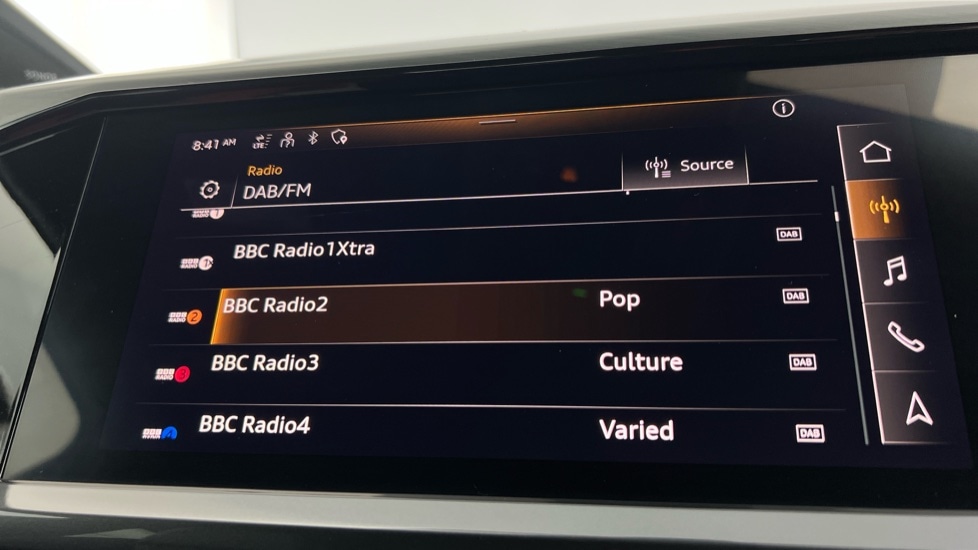 8:41 AM LTE
Radio
DAB/FM
Source
BBC Radio1Xtra DAB
BBC Radio2 Pop DAB
BBC Radio3 Culture DAB
BBC Radio4 Varied DAB